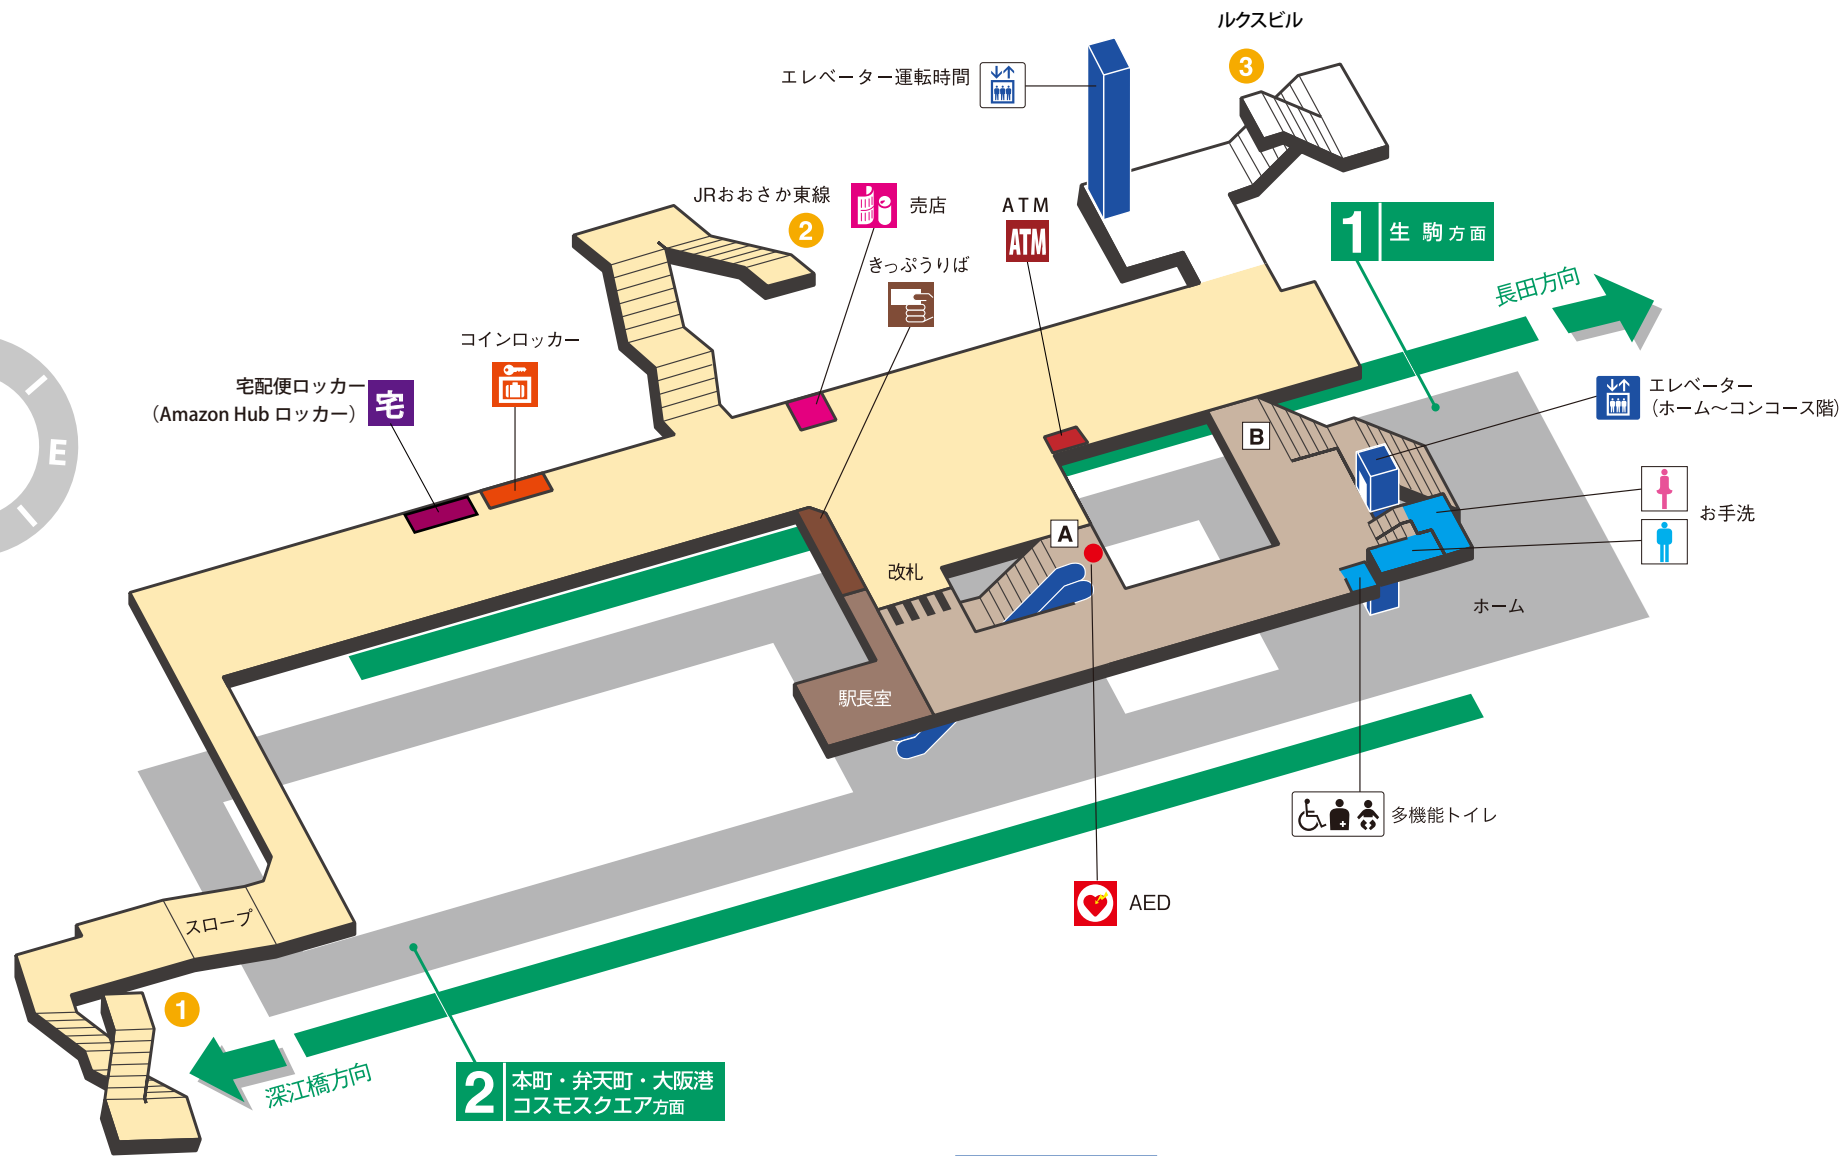 ルクスビル
3
エレベーター運転時間
JRおおさか東線
2
売店
ATM
ATM
きっぷうりば
1 生駒方面
長田方向
コインロッカー
宅配便ロッカー
（Amazon Hub ロッカー）
宅
エレベーター
（ホーム～コンコース階）
E
B
お手洗
A
改札
ホーム
駅長室
多機能トイレ
AED
スロープ
1
深江橋方向
2 本町・弁天町・大阪港
コスモスクエア方面